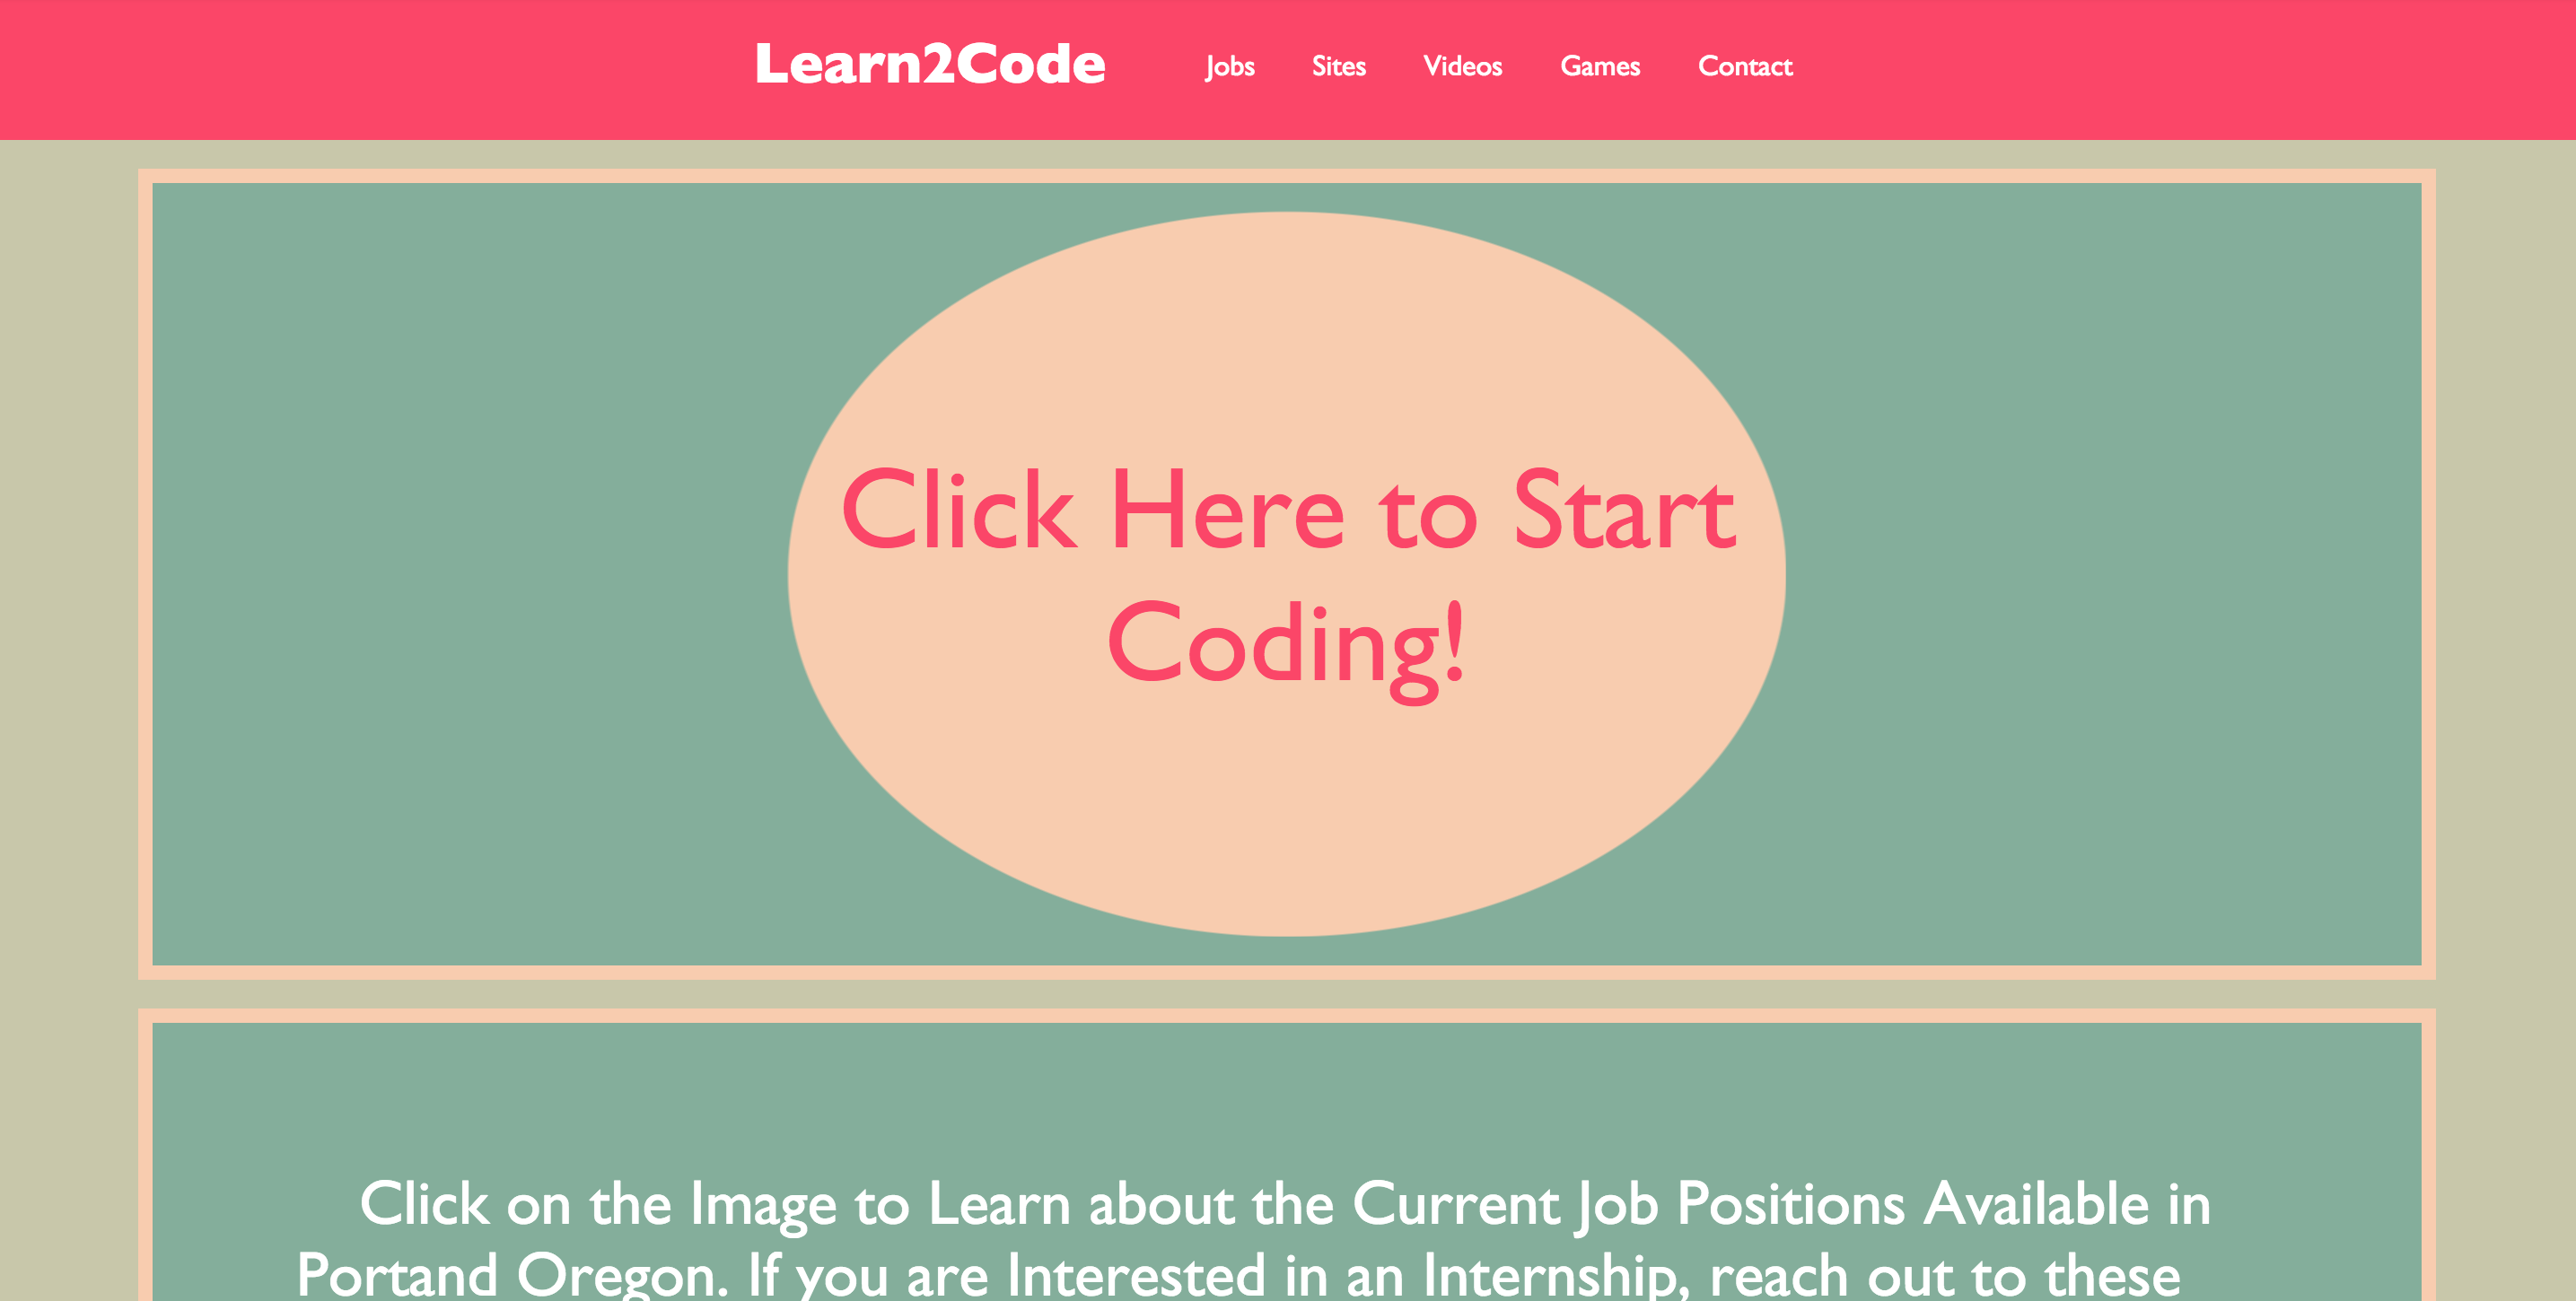 Learn2Code Jobs Sites Videos Games Contact
Click Here to Start
Coding!
Click on the Image to Learn about the Current Job Positions Available in
Portand Oregon. If you are Interested in an Internship, reach out to these